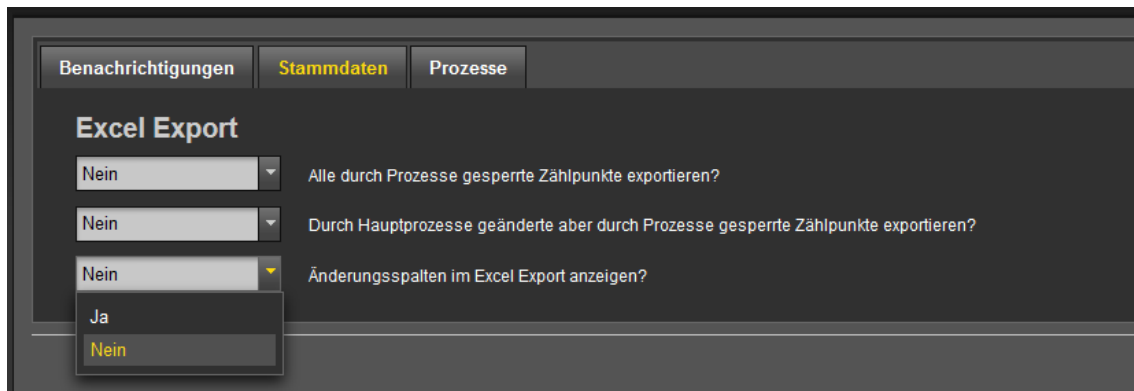 Benachrichtigungen Stammdaten Prozesse
Excel Export
Nein Alle durch Prozesse gesperrte Zählpunkte exportieren?
Nein Durch Hauptprozesse geänderte aber durch Prozesse gesperrte Zählpunkte exportieren?
Nein Änderungsspalten im Excel Export anzeigen?
Ja
Nein